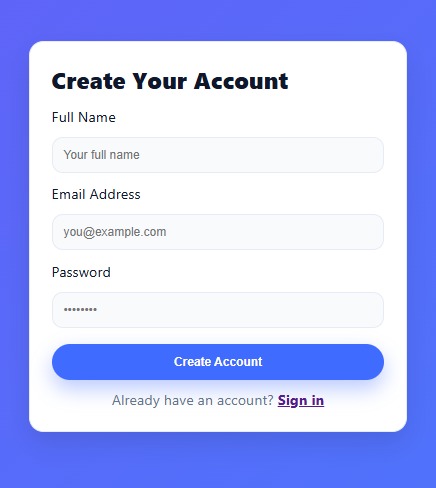 Create Your Account
Full Name
Your full name
Email Address
you@example.com
Password
••••••••
Create Account
Already have an account? Sign in